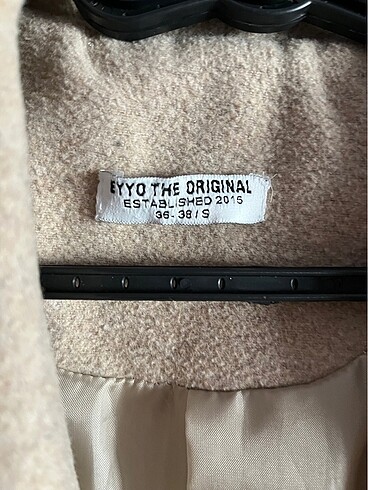 EYYO THE ORIGINAL
ESTABLISHED 2015
36-38/S